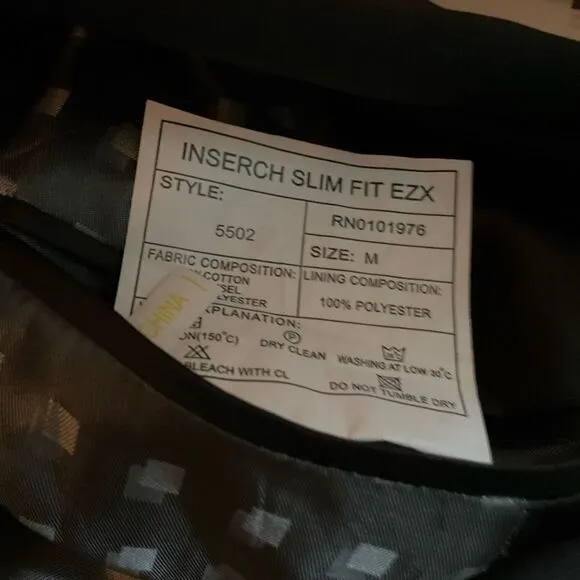 INSERCH SLIM FIT EZX
STYLE:
5502
RN0101976
SIZE: M
FABRIC COMPOSITION:
COTTON
LINING COMPOSITION:
100% POLYESTER
CHINA
DRY CLEAN
WASHING AT LOW 30°C
BLEACH WITH CL
DO NOT TUMBLE DRY